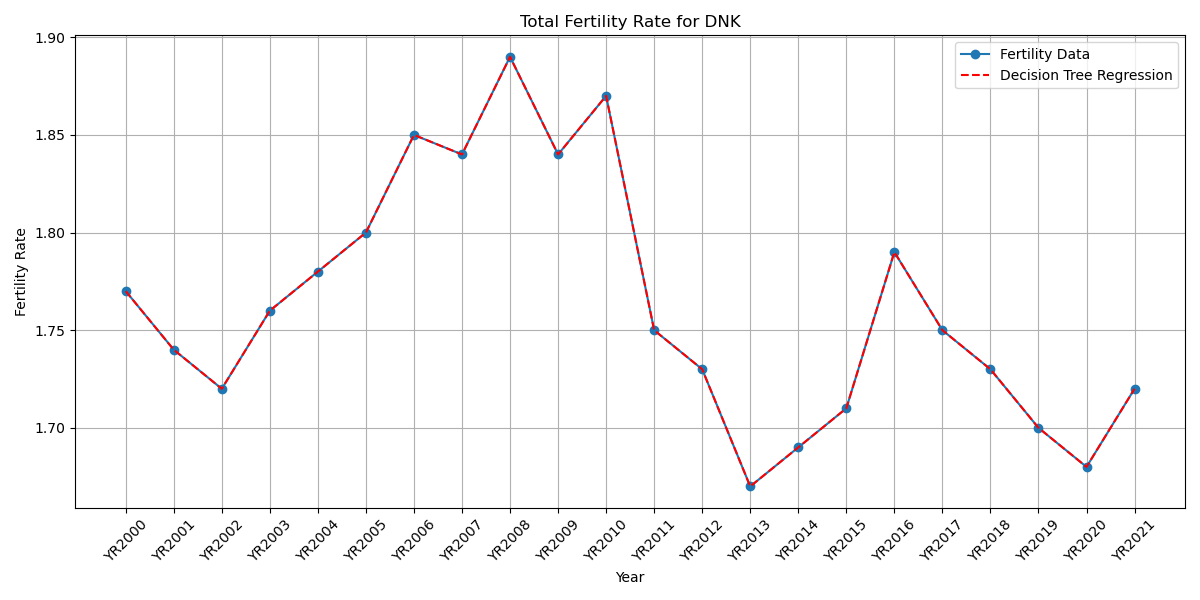 Total Fertility Rate for DNK
Fertility Data
Decision Tree Regression
Fertility Rate
1.90
1.85
1.80
1.75
1.70
YR2000
YR2001
YR2002
YR2003
YR2004
YR2005
YR2006
YR2007
YR2008
YR2009
YR2010
YR2011
YR2012
YR2013
YR2014
YR2015
YR2016
YR2017
YR2018
YR2019
YR2020
YR2021
Year